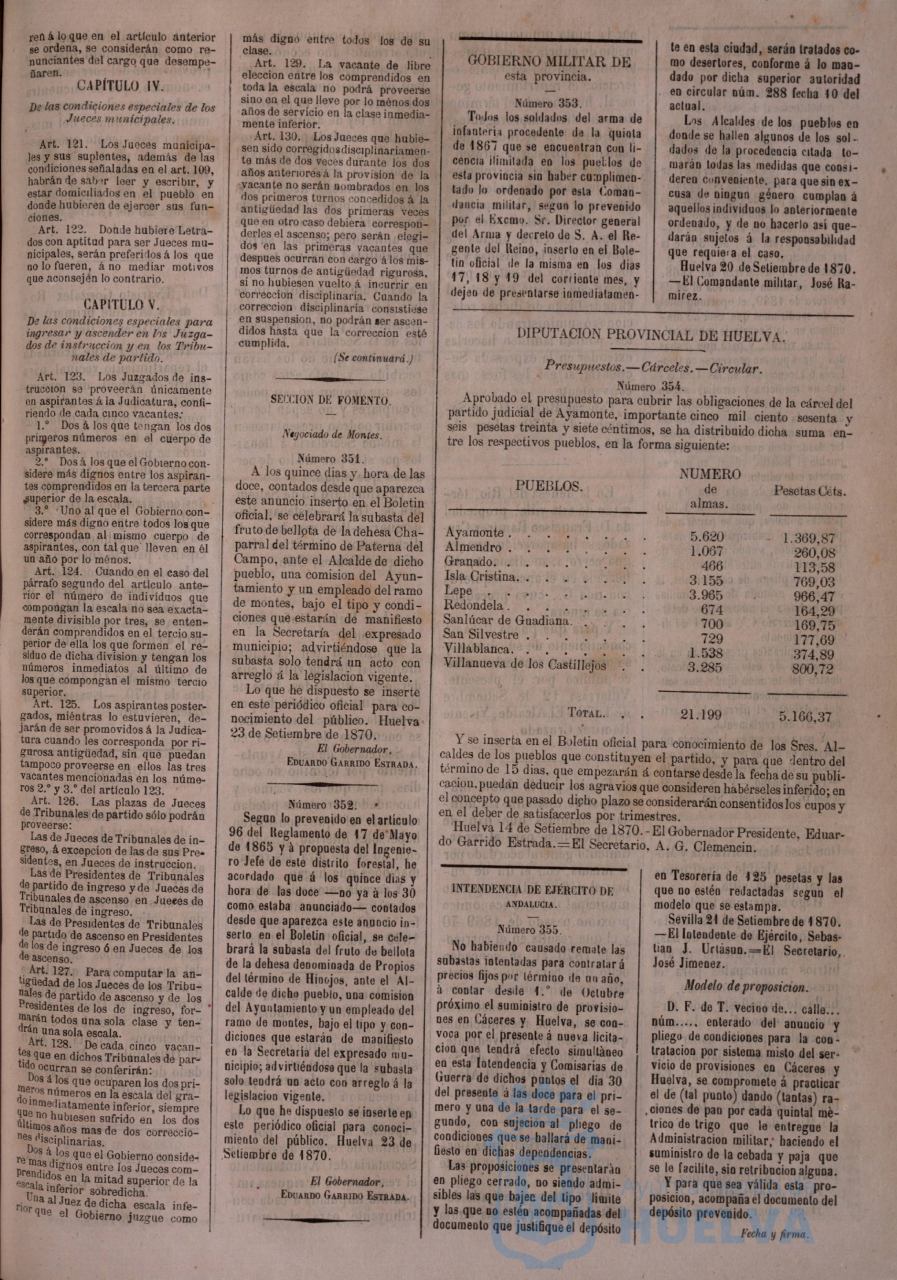 ren á lo que en el artículo anterior
se ordena, se considerán como re-
nunciantes del cargo que desempe-
ñaren.
CAPÍTULO IV.
De las condiciones especiales de los
Jueces municipales.
Art. 121. Los Jueces municipa-
les y sus suplentes, además de las
condiciones señaladas en el art. 109,
habrán de saber leer y escribir, y
estar domiciliados en el pueblo en
donde hubieren de ejercer sus fun-
ciones.
Art. 122. Donde hubiere Letra-
dos con aptitud para ser Jueces mu-
nicipales, serán preferidos á los que
no lo fueren, á no mediar motivos
que aconsején lo contrario.
CAPITULO V.
De las condiciones especiales para
ingresar y ascender en los Juzga-
dos de instruccion y en los Tribu-
nales de partido.
Art. 123. Los Juzgados de ins-
truccion se proveerán únicamente
en aspirantes á la Judicatura, confi-
riendo de cada cinco vacantes:
1.º Dos á los que tengan los dos
primeros números en el cuerpo de
aspirantes.
2.º Dos á los que el Gobierno con-
sidere más dignos entre los aspiran-
tes comprendidos en la tercera parte
superior de la escala.
3.º Uno al que el Gobierno con-
sidere más digno entre todos los que
correspondan al mismo cuerpo de
aspirantes, con tal que lleven en él
un año por lo ménos.
Art. 124. Cuando en el caso del
párrafo segundo del artículo ante-
rior el número de individuos que
compongan la escala no sea exacta-
mente divisible por tres, se enten-
derán comprendidos en el tercio su-
perior de ella los que formen el re-
síduo de dicha division y tengan los
números inmediatos al último de
los que compongan el mismo tercio
superior.
Art. 125. Los aspirantes poster-
gados, miéntras lo estuvieren, de-
jarán de ser promovidos á la Judica-
tura cuando les corresponda por ri-
gurosa antigüedad, sin que puedan
tampoco proveerse en ellos las tres
vacantes mencionadas en los núme-
ros 2.º y 3.º del artículo 123.
Art. 126. Las plazas de Jueces
de Tribunales de partido sólo podrán
proveerse:
Las de Jueces de Tribunales de in-
greso, á excepcion de las de sus Pre-
sidentes, en Jueces de instruccion.
Las de Presidentes de Tribunales
de partido de ingreso y de Jueces de
Tribunales de ascenso en Jueces de
Tribunales de ingreso.
Las de Presidentes de Tribunales
de partido de ascenso en Presidentes
de los de ingreso ó en Jueces de los
de ascenso.
Art. 127. Para computar la an-
tigüedad de los Jueces de los Tribu-
nales de partido de ascenso y de los
Presidentes de los de ingreso, for-
marán todos una sola clase y ten-
drán una sola escala.
Art. 128. De cada cinco vacan-
tes que en dichos Tribunales de par-
tido ocurran se conferirán:
Dos á los que ocuparen los dos pri-
meros números en la escala del gra-
do inmediatamente inferior, siempre
que no hubiesen sufrido en los dos
últimos años mas de dos correccio-
nes disciplinarias.
Dos á los que el Gobierno conside-
re mas dignos entre los Jueces com-
prendidos en la mitad superior de la
escala inferior sobredicha.
Una al Juez de dicha escala infe-
rior que el Gobierno juzgue como
más digno entre todos los de su
clase.
Art. 129. La vacante de libre
eleccion entre los comprendidos en
toda la escala no podrá proveerse
sino en el que lleve por lo ménos dos
años de servicio en la clase inmedia-
mente inferior.
Art. 130. Los Jueces que hubie-
sen sido corregidos disciplinariamen-
te más de dos veces durante los dos
años anteriores á la provision de la
vacante no serán nombrados en los
dos primeros turnos concedidos á la
antigüedad las dos primeras veces
que en otro caso debiera correspon-
derles el ascenso; pero serán elegi-
dos en las primeras vacantes que
despues ocurran con cargo á los mis-
mos turnos de antigüedad rigurosa,
si no hubiesen vuelto á incurrir en
correccion disciplinaria. Cuando la
correccion disciplinaria consistiese
en suspension, no podrán ser ascen-
didos hasta que la correccion esté
cumplida.
(Se continuará.)
SECCION DE FOMENTO.
Negociado de Montes.
Número 351.
A los quince dias y hora de las
doce, contados desde que aparezca
este anuncio inserto en el Boletin
oficial, se celebrará la subasta del
fruto de bellota de la dehesa Cha-
parral del término de Paterna del
Campo, ante el Alcalde de dicho
pueblo, una comision del Ayun-
tamiento y un empleado del ramo
de montes, bajo el tipo y condi-
ciones que estarán de manifiesto
en la Secretaría del expresado
municipio; advirtiéndose que la
subasta solo tendrá un acto con
arreglo á la legislacion vigente.
Lo que he dispuesto se inserte
en este periódico oficial para co-
nocimiento del público. Huelva
23 de Setiembre de 1870.
El Gobernador,
EDUARDO GARRIDO ESTRADA.
Número 352.
Segun lo prevenido en el artículo
96 del Reglamento de 17 de Mayo
de 1865 y á propuesta del Ingenie-
ro Jefe de este distrito forestal, he
acordado que á los quince dias y
hora de las doce —no ya à los 30
como estaba anunciado— contados
desde que aparezca este anuncio in-
serto en el Boletin oficial, se cele-
brará la subasta del fruto de bellota
de la dehesa denominada de Propios
del término de Hinojos, ante el Al-
calde de dicho pueblo, una comision
del Ayuntamiento y un empleado del
ramo de montes, bajo el tipo y con-
diciones que estarán de manifiesto
en la Secretaria del expresado mu-
nicipio; advirtiéndose que la subasta
solo tendrá un acto con arreglo á la
legislacion vigente.
Lo que he dispuesto se inserte en
este periódico oficial para conoci-
miento del público. Huelva 23 de
Setiembre de 1870.
El Gobernador,
EDUARDO GARRIDO ESTRADA.
GOBIERNO MILITAR DE
esta provincia.
Número 353.
Todos los soldados del arma de
infantería procedente de la quinta
de 1867 que se encuentran con li-
cencia ilimitada en los pueblos de
esta provincia sin haber cumplimen-
tado lo ordenado por esta Coman-
dancia militar, segun lo prevenido
por el Excmo. Sr. Director general
del Arma y decreto de S. A. el Re-
gente del Reino, inserto en el Bole-
tin oficial de la misma en los dias
17, 18 y 19 del corriente mes, y
dejen de presentarse inmediatamen-
te en esta ciudad, serán tratados co-
mo desertores, conforme á lo man-
dado por dicha superior autoridad
en circular núm. 288 fecha 10 del
actual.
Los Alcaldes de los pueblos en
donde se hallen algunos de los sol-
dados de la procedencia citada to-
marán todas las medidas que consi-
deren conveniente, para que sin ex-
cusa de ningun género cumplan á
aquellos individuos lo anteriormente
ordenado, y de no hacerlo asi que-
darán sujetos á la responsabilidad
que requiera el caso.
Huelva 20 de Setiembre de 1870.
—El Comandante militar, José Ra-
mirez.
DIPUTACION PROVINCIAL DE HUELVA.
Presupuestos.—Cárceles.—Circular.
Número 354.
Aprobado el presupuesto para cubrir las obligaciones de la cárcel del
partido judicial de Ayamonte, importante cinco mil ciento sesenta y
seis pesetas treinta y siete céntimos, se ha distribuido dicha suma en-
tre los respectivos pueblos, en la forma siguiente:
PUEBLOS. NUMERO de almas. Pesetas Céts.
Ayamonte . . . . . . 5.620 1.369,87
Almendro . . . . . . 1.067 260,08
Granado. . . . . . . 466 113,58
Isla Cristina. . . . . . 3.155 769,03
Lepe . . . . . . . 3.965 966,47
Redondela . . . . . . 674 164,29
Sanlúcar de Guadiana. . . . 700 169,75
San Silvestre . . . . . 729 177,69
Villablanca. . . . . . 1.538 374,89
Villanueva de los Castillejos . . 3.285 800,72
TOTAL. . . 21.199 5.166,37
Y se inserta en el Boletin oficial para conocimiento de los Sres. Al-
caldes de los pueblos que constituyen el partido, y para que dentro del
término de 15 dias, que empezarán á contarse desde la fecha de su publi-
cacion, puedan deducir los agravios que consideren habérseles inferido; en
el concepto que pasado dicho plazo se considerarán consentidos los cupos y
en el deber de satisfacerlos por trimestres.
Huelva 14 de Setiembre de 1870.-El Gobernador Presidente, Eduar-
do Garrido Estrada.=El Secretario, A. G. Clemencin.
INTENDENCIA DE EJÉRCITO DE
ANDALUCIA.
Número 355.
No habiendo causado remate las
subastas intentadas para contratar á
precios fijos por término de un año,
á contar desde 1.º de Octubre
próximo el suministro de provisio-
nes en Cáceres y Huelva, se con-
voca por el presente á nueva licita-
cion que tendrá efecto simultàneo
en esta Intendencia y Comisarias de
Guerra de dichos puntos el dia 30
del presente á las doce para el pri-
mero y una de la tarde para el se-
gundo, con sujecion al pliego de
condiciones que se hallará de mani-
fiesto en dichas dependencias.
Las proposiciones se presentarán
en pliego cerrado, no siendo admi-
sibles las que bajen del tipo limite
y las que no estén acompañadas del
documento que justifique el depósito
en Tesorería de 125 pesetas y las
que no estén redactadas segun el
modelo que se estampa.
Sevilla 21 de Setiembre de 1870.
—El Intendente de Ejército, Sebas-
tian J. Urtasun.=El Secretario,
José Jimenez.
Modelo de proposicion.
D. F. de T. vecino de... calle...
núm....., enterado del anuncio y
pliego de condiciones para la con-
tratacion por sistema misto del ser-
vicio de provisiones en Cáceres y
Huelva, se compromete á practicar
el de (tal punto) dando (tantas) ra-
ciones de pan por cada quintal mè-
trico de trigo que le entregue la
Administracion militar, haciendo el
suministro de la cebada y paja que
se le facilite, sin retribucion alguna.
Y para que sea válida esta pro-
posicion, acompaña el documento del
depósito prevenido.
Fecha y firma.
HUELVA